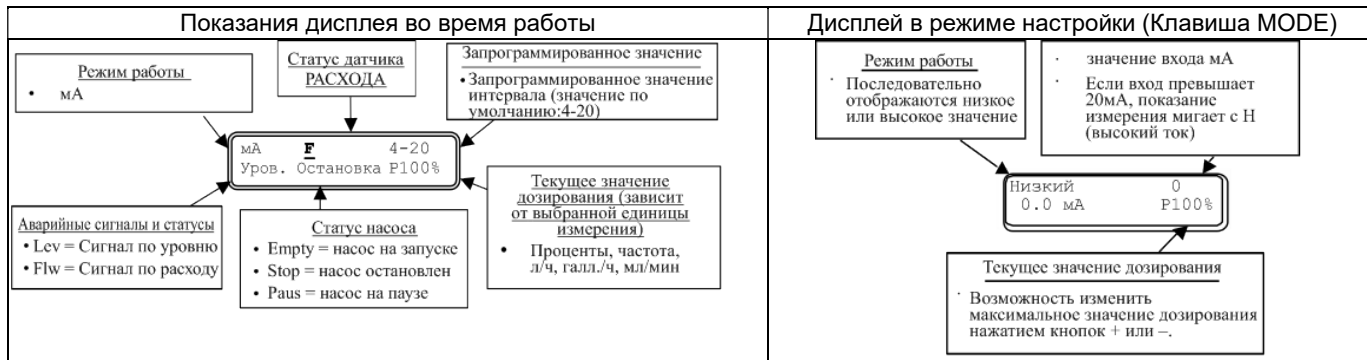 Показания дисплея во время работы
Дисплей в режиме настройки (Клавиша MODE)
Режим работы
• мА
Статус датчика
РАСХОДА
Запрограммированное значение
• Запрограммированное значение
интервала (значение по
умолчанию:4-20)
мА F 4-20
Уров. Остановка P100%
Аварийные сигналы и статусы
• Lev = Сигнал по уровню
• Flw = Сигнал по расходу
Статус насоса
• Empty = насос на запуске
• Stop = насос остановлен
• Paus = насос на паузе
Текущее значение
дозирования (зависит
от выбранной единицы
измерения)
• Проценты, частота,
л/ч, галл./ч, мл/мин
Режим работы
· Последовательно
отображаются низкое
или высокое значение
· значение входа мА
· Если вход превышает
20мА, показание
измерения мигает с H
(высокий ток)
Низкий 0
0.0 мА P100%
Текущее значение дозирования
· Возможность изменить
максимальное значение дозирования
нажатием кнопок + или –.